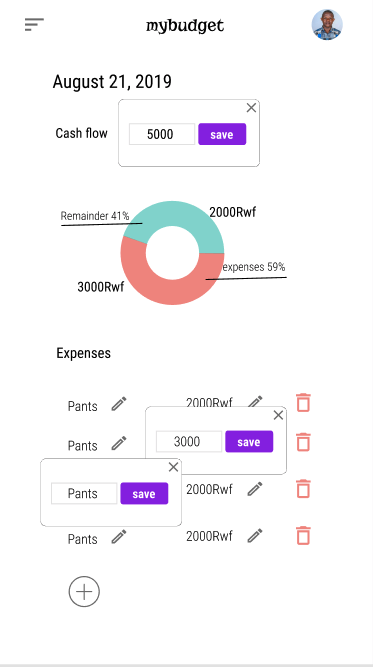 mybudget
August 21, 2019
Cash flow
5000
save
Remainder 41%
2000Rwf
expenses 59%
3000Rwf
Expenses
Pants
2000Rwf
Pants
3000
save
Pants
save
2000Rwf
Pants
2000Rwf